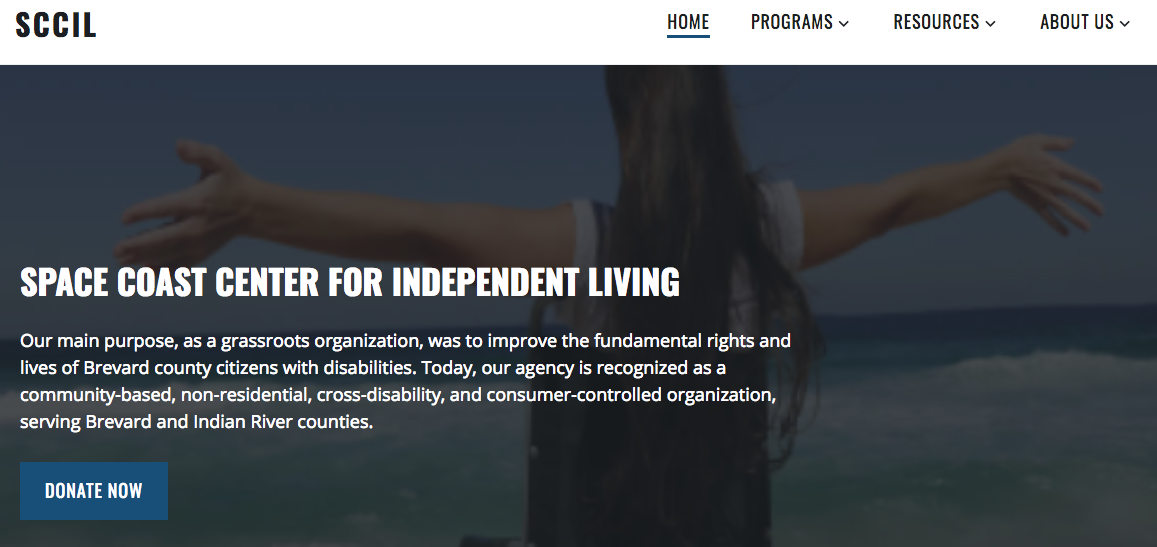 SCCIL
HOME PROGRAMS RESOURCES ABOUT US
SPACE COAST CENTER FOR INDEPENDENT LIVING
Our main purpose, as a grassroots organization, was to improve the fundamental rights and
lives of Brevard county citizens with disabilities. Today, our agency is recognized as a
community-based, non-residential, cross-disability, and consumer-controlled organization,
serving Brevard and Indian River counties.
DONATE NOW